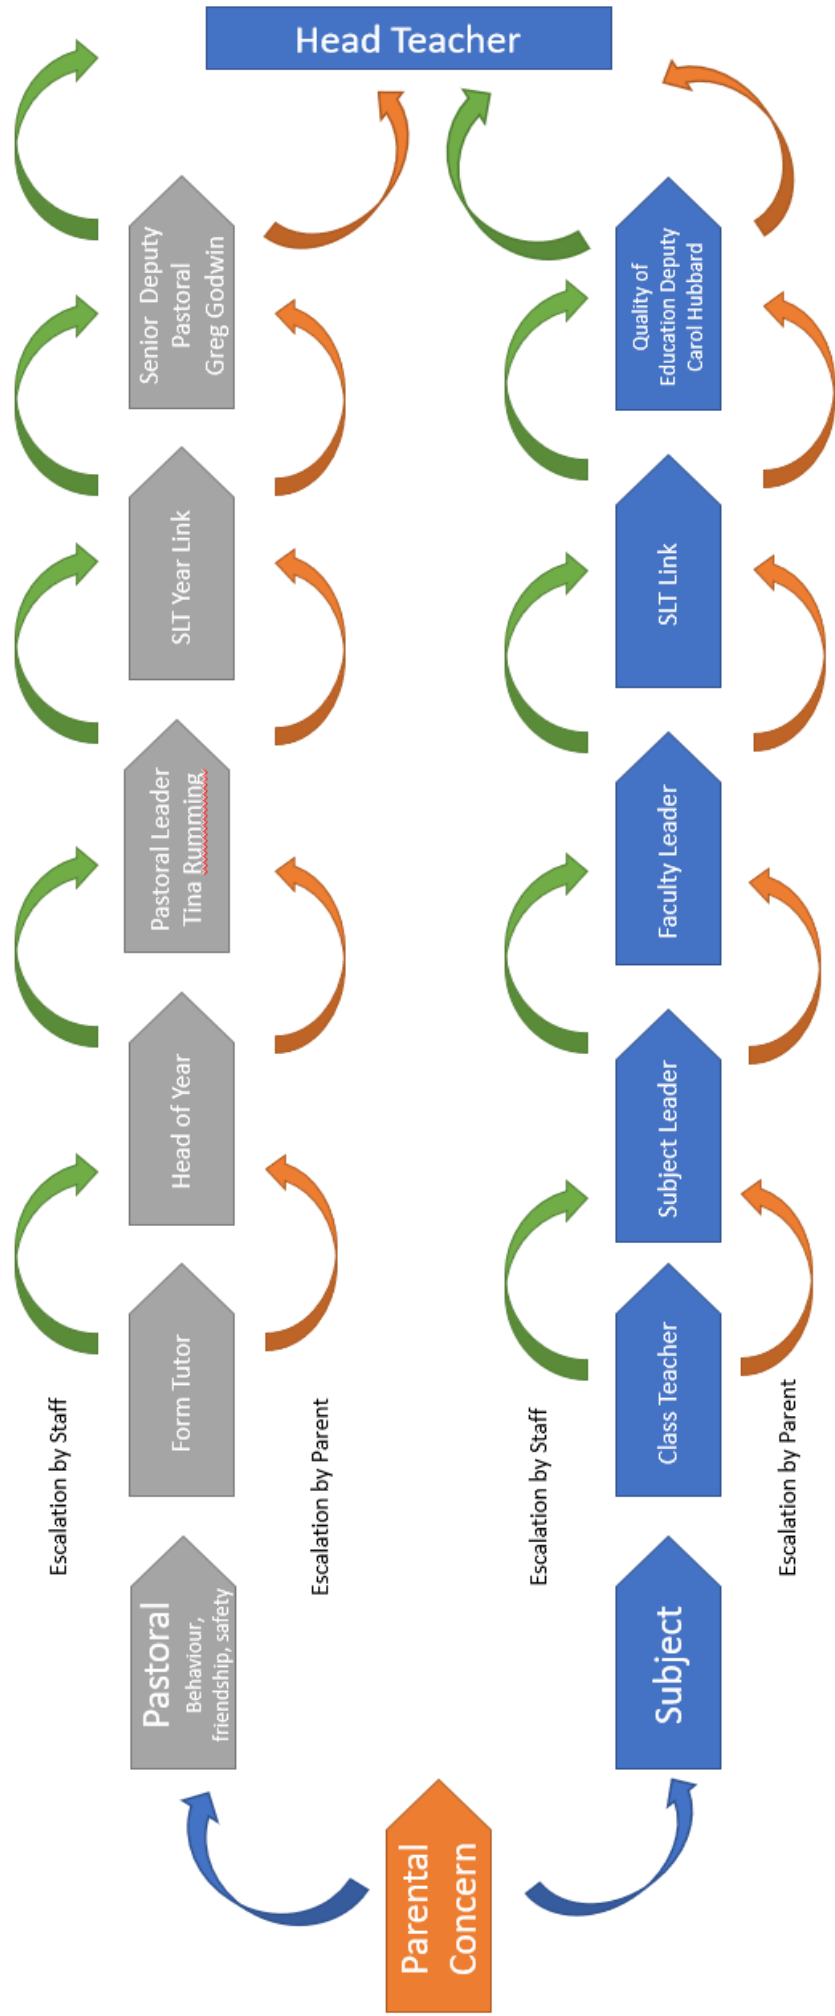 Head Teacher
Parental
Concern
Pastoral
Behaviour,
friendship, safety
Escalation by Staff
Form Tutor
Head of Year
Pastoral Leader
Tina Rumming
SLT Year Link
Senior Deputy
Pastoral
Greg Godwin
Escalation by Parent
Subject
Escalation by Staff
Class Teacher
Subject Leader
Faculty Leader
SLT Link
Quality of
Education Deputy
Carol Hubbard
Escalation by Parent